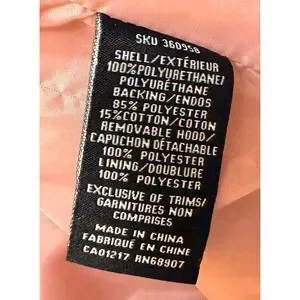 SKU 360958
SHELL/EXTÉRIEUR
100%POLYURETHANE/
POLYURÉTHANE
BACKING/ENDOS
85% POLYESTER
15%COTTON/COTON
REMOVABLE HOOD/
CAPUCHON DÉTACHABLE
100% POLYESTER
LINING/DOUBLURE
100% POLYESTER
EXCLUSIVE OF TRIMS/
GARNITURES NON
COMPRISES
MADE IN CHINA
FABRIQUÉ EN CHINE
CA01217 RN68907